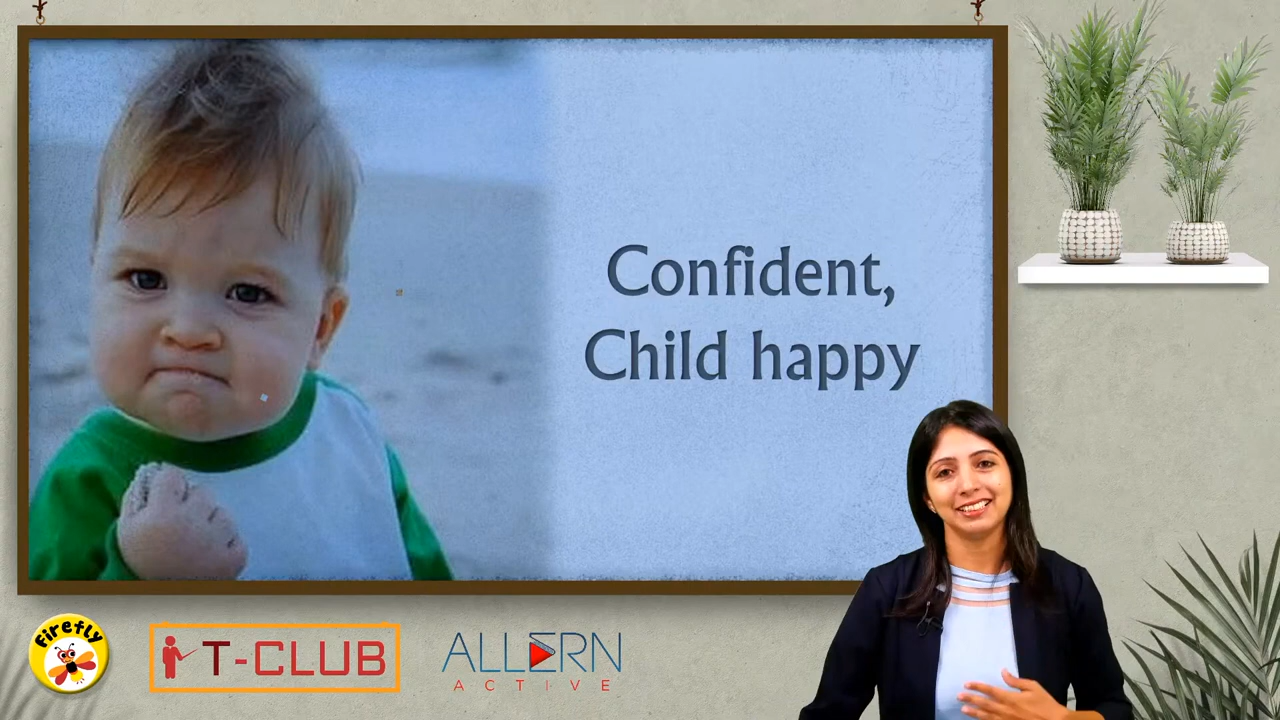 Confident,
Child happy
Firefly
T-CLUB
ALLERN
ACTIVE